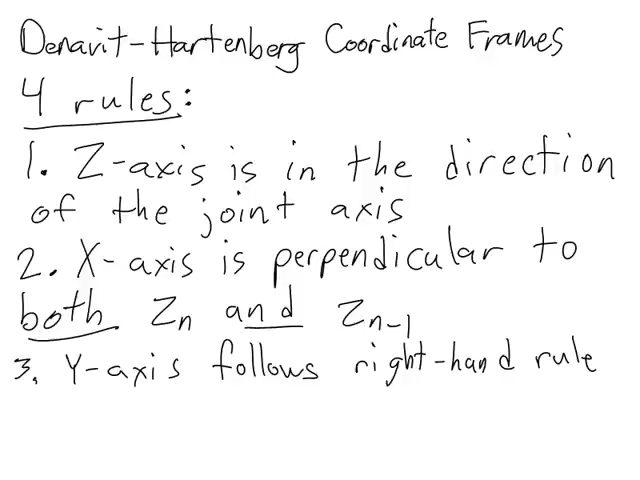 Denavit-Hartenberg Coordinate Frames
4 rules:
1. Z-axis is in the direction
of the joint axis
2. X-axis is perpendicular to
both Zn and Zn-1
3. Y-axis follows right-hand rule